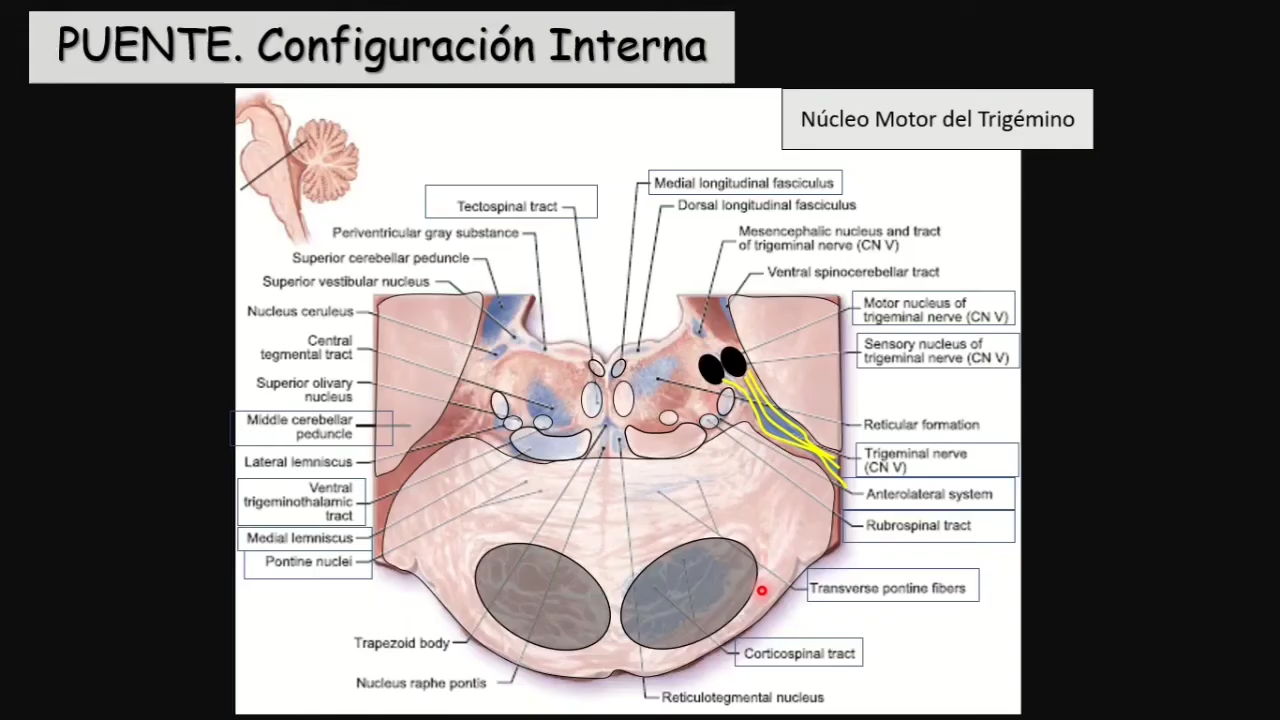 PUENTE. Configuración Interna
Núcleo Motor del Trigémino
Tectospinal tract
Periventricular gray substance
Superior cerebellar peduncle
Superior vestibular nucleus
Nucleus ceruleus
Central
tegmental tract
Superior olivary
nucleus
Middle cerebellar
peduncle
Lateral lemniscus
Ventral
trigeminothalamic
tract
Medial lemniscus
Pontine nuclei
Trapezoid body
Nucleus raphe pontis
Medial longitudinal fasciculus
Dorsal longitudinal fasciculus
Mesencephalic nucleus and tract
of trigeminal nerve (CN V)
Ventral spinocerebellar tract
Motor nucleus of
trigeminal nerve (CN V)
Sensory nucleus of
trigeminal nerve (CN V)
Reticular formation
Trigeminal nerve
(CN V)
Anterolateral system
Rubrospinal tract
Transverse pontine fibers
Corticospinal tract
Reticulotegmental nucleus